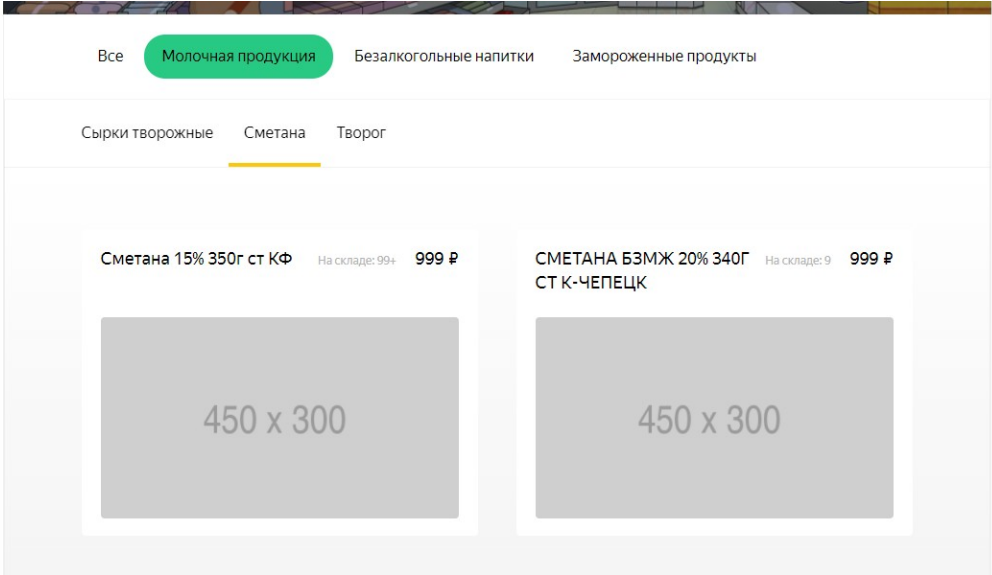 Все Молочная продукция Безалкогольные напитки Замороженные продукты
Сырки творожные Сметана Творог
Сметана 15% 350г ст КФ На складе: 99+ 999 ₽
450 x 300
СМЕТАНА БЗМЖ 20% 340Г На складе: 9 999 ₽
СТ К-ЧЕПЕЦК
450 x 300